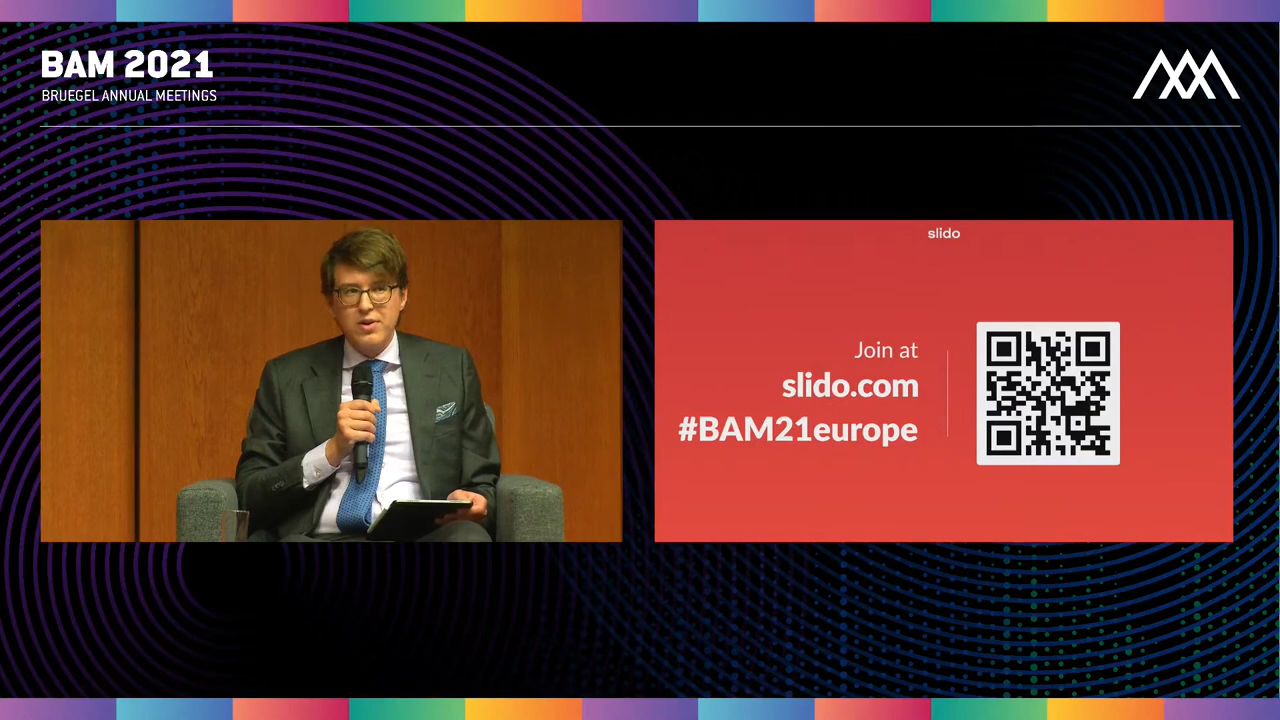 BAM 2021
BRUEGEL ANNUAL MEETINGS
slido
Join at
slido.com
#BAM21europe